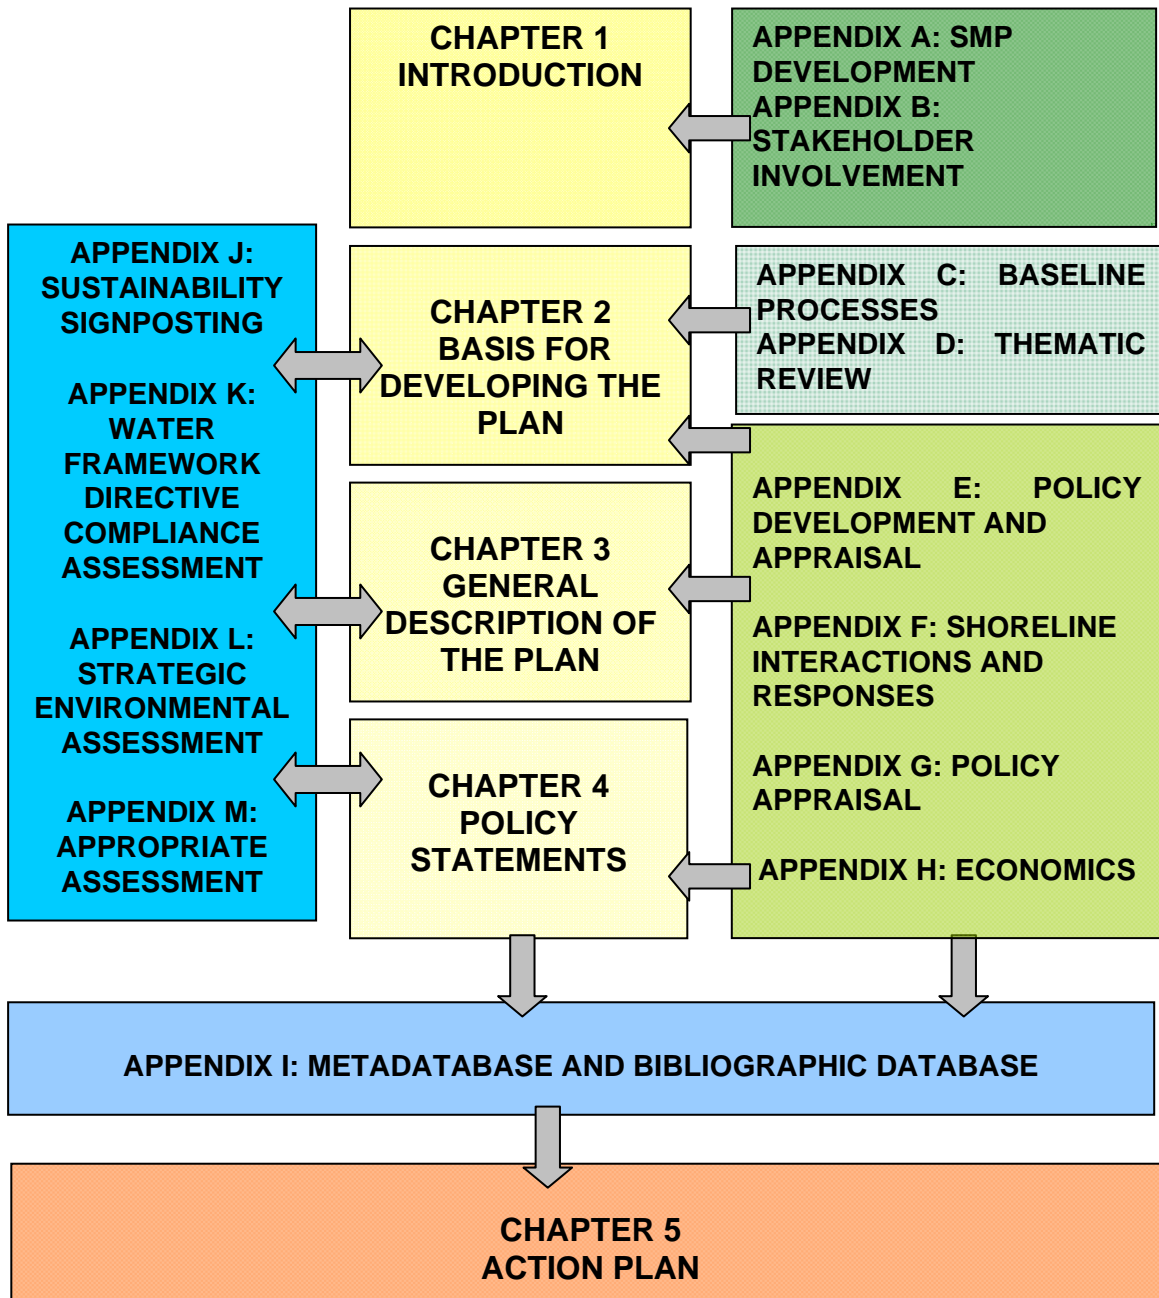 CHAPTER 1
INTRODUCTION
APPENDIX A: SMP
DEVELOPMENT
APPENDIX B:
STAKEHOLDER
INVOLVEMENT
APPENDIX J:
SUSTAINABILITY
SIGNPOSTING
APPENDIX K:
WATER
FRAMEWORK
DIRECTIVE
COMPLIANCE
ASSESSMENT
APPENDIX L:
STRATEGIC
ENVIRONMENTAL
ASSESSMENT
APPENDIX M:
APPROPRIATE
ASSESSMENT
CHAPTER 2
BASIS FOR
DEVELOPING THE
PLAN
APPENDIX C: BASELINE
PROCESSES
APPENDIX D: THEMATIC
REVIEW
CHAPTER 3
GENERAL
DESCRIPTION OF
THE PLAN
CHAPTER 4
POLICY
STATEMENTS
APPENDIX E: POLICY
DEVELOPMENT AND
APPRAISAL
APPENDIX F: SHORELINE
INTERACTIONS AND
RESPONSES
APPENDIX G: POLICY
APPRAISAL
APPENDIX H: ECONOMICS
APPENDIX I: METADATABASE AND BIBLIOGRAPHIC DATABASE
CHAPTER 5
ACTION PLAN